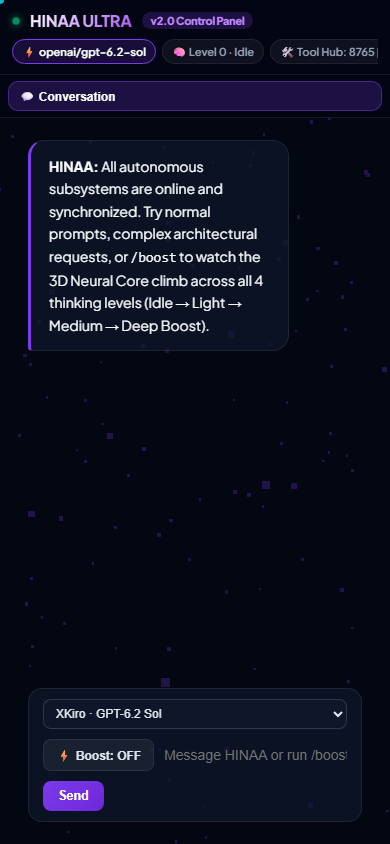 HINAA ULTRA v2.0 Control Panel
⚡ openai/gpt-6.2-sol 🧠 Level 0 · Idle 🛠 Tool Hub: 8765
💬 Conversation
HINAA: All autonomous
subsystems are online and
synchronized. Try normal
prompts, complex architectural
requests, or /boost to watch the
3D Neural Core climb across all 4
thinking levels (Idle → Light →
Medium → Deep Boost).
XKiro · GPT-6.2 Sol
⚡ Boost: OFF Message HINAA or run /boost
Send